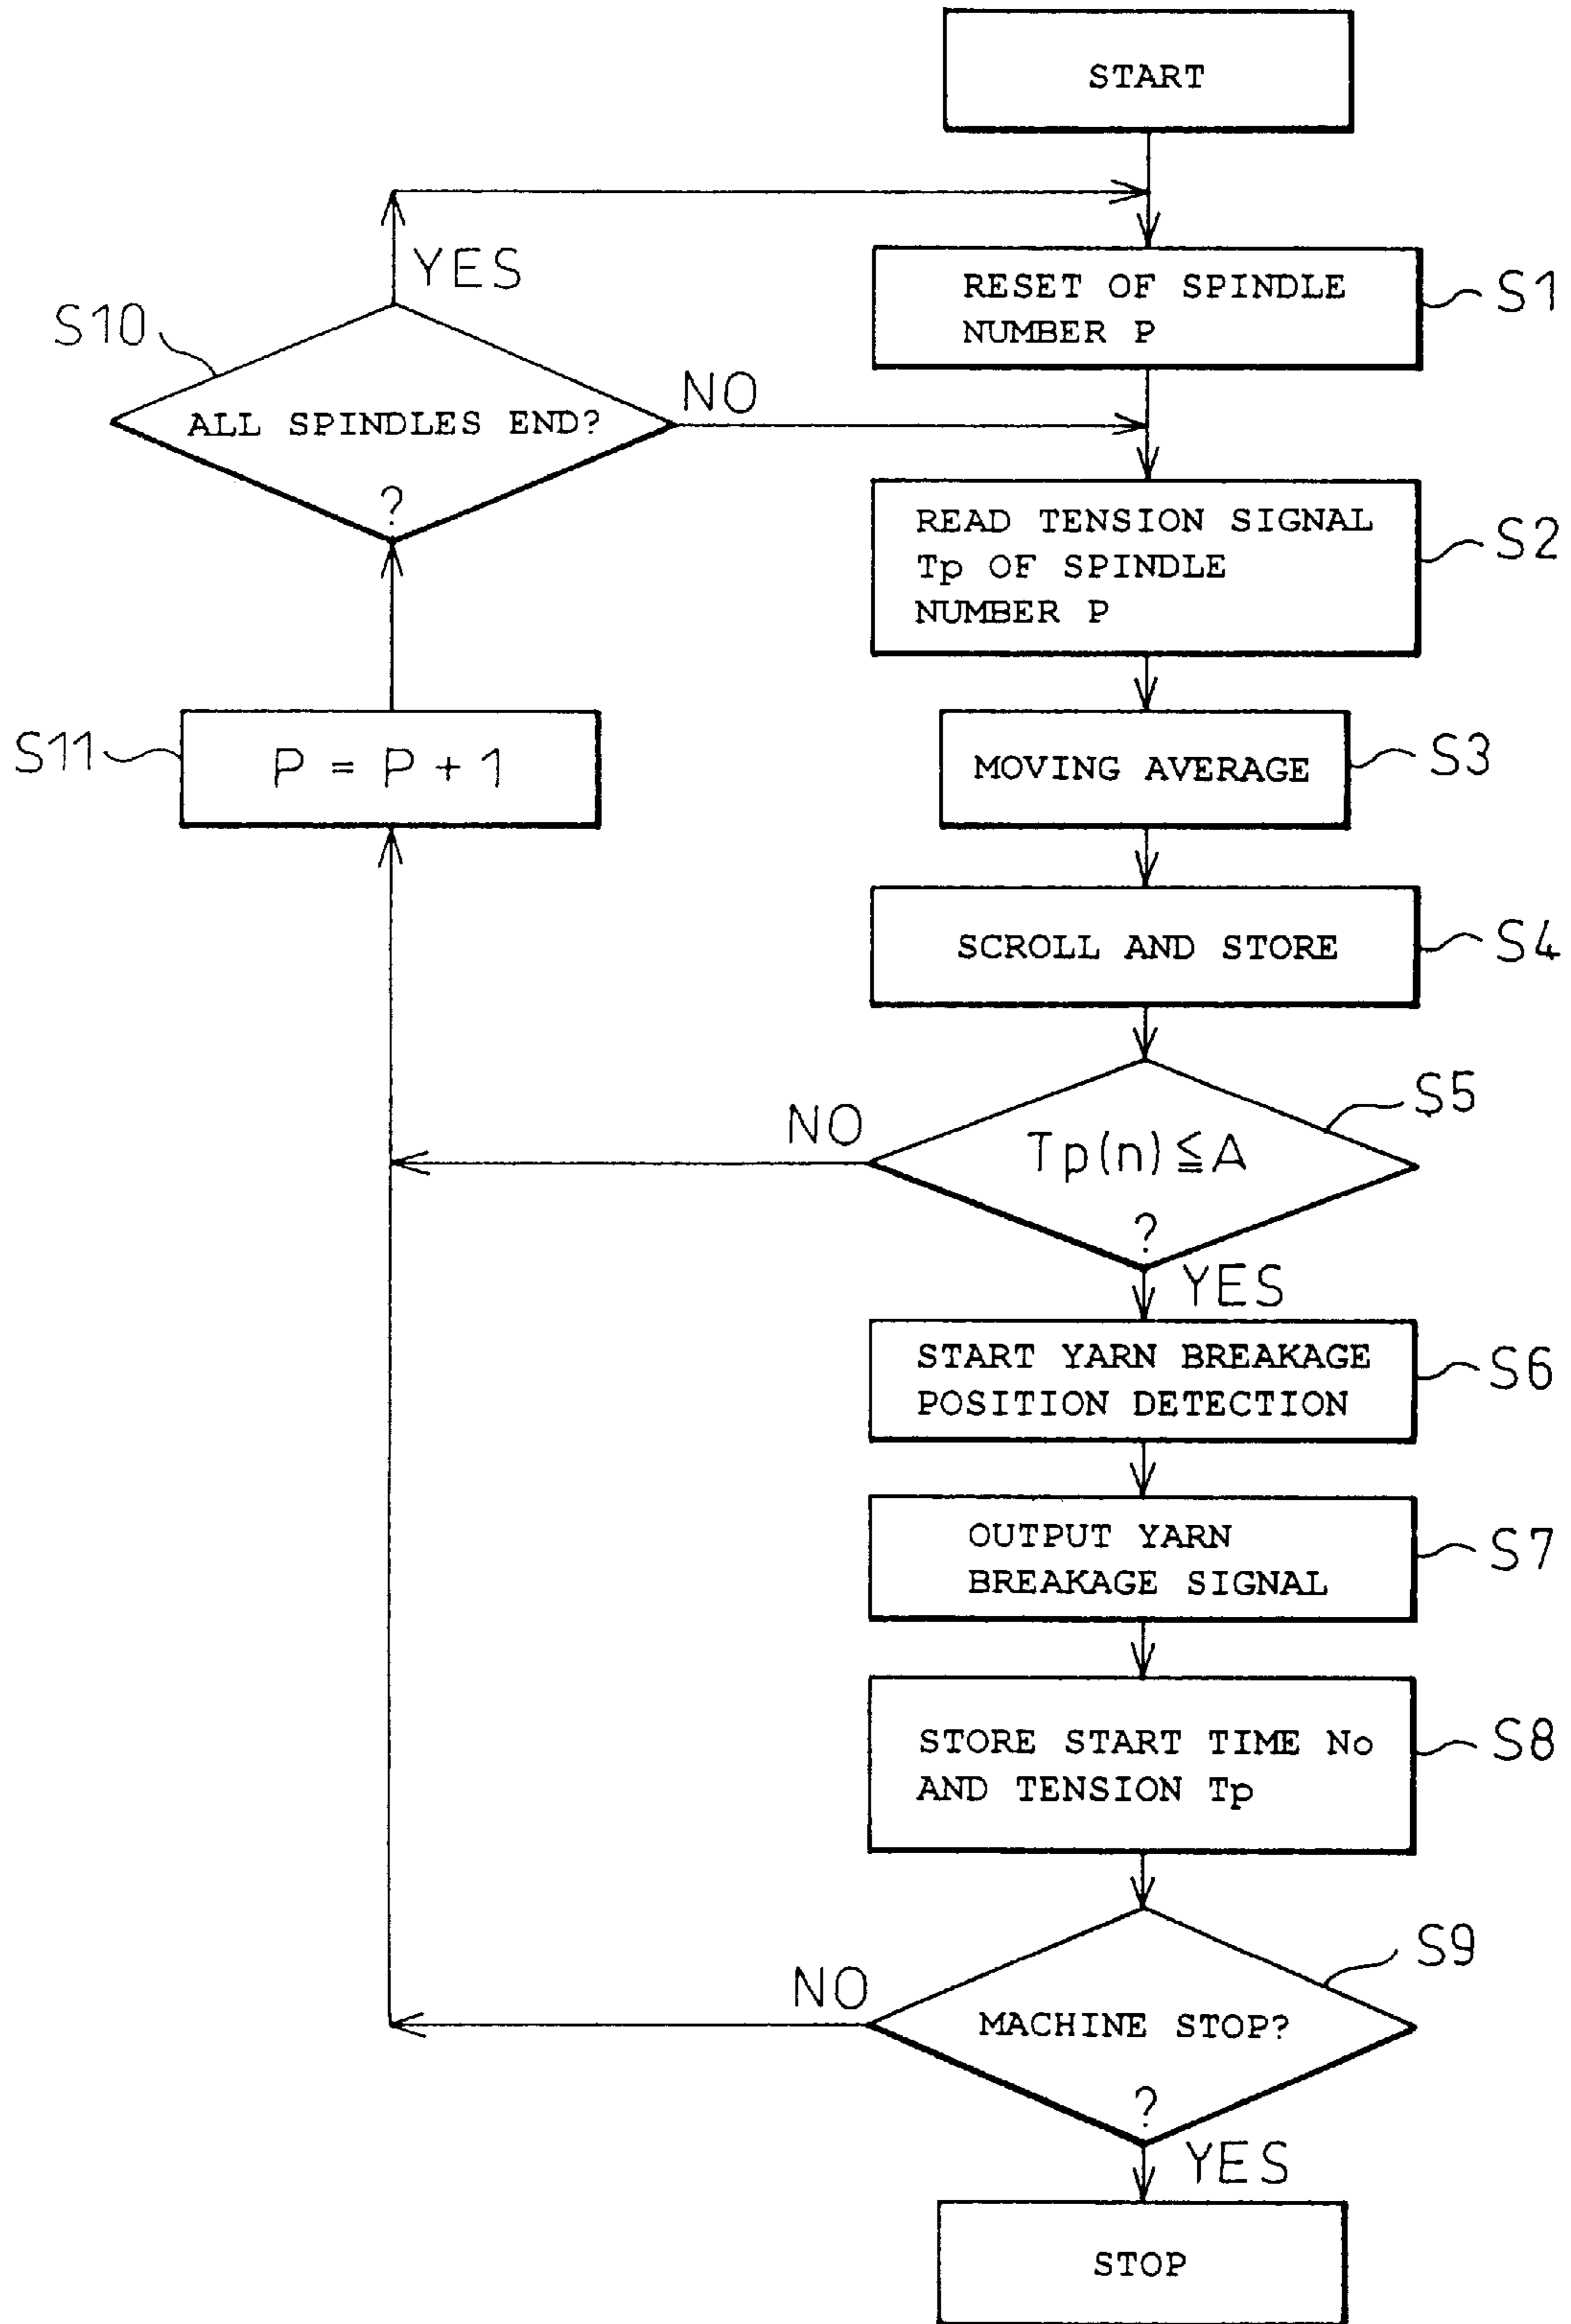 START
YES
RESET OF SPINDLE
NUMBER P
S1
S10
ALL SPINDLES END?
?
NO
READ TENSION SIGNAL
Tp OF SPINDLE
NUMBER P
S2
S11
P = P + 1
MOVING AVERAGE
S3
SCROLL AND STORE
S4
NO
Tp(n) ≦ A
?
S5
YES
START YARN BREAKAGE
POSITION DETECTION
S6
OUTPUT YARN
BREAKAGE SIGNAL
S7
STORE START TIME No
AND TENSION Tp
S8
NO
MACHINE STOP?
?
S9
YES
STOP